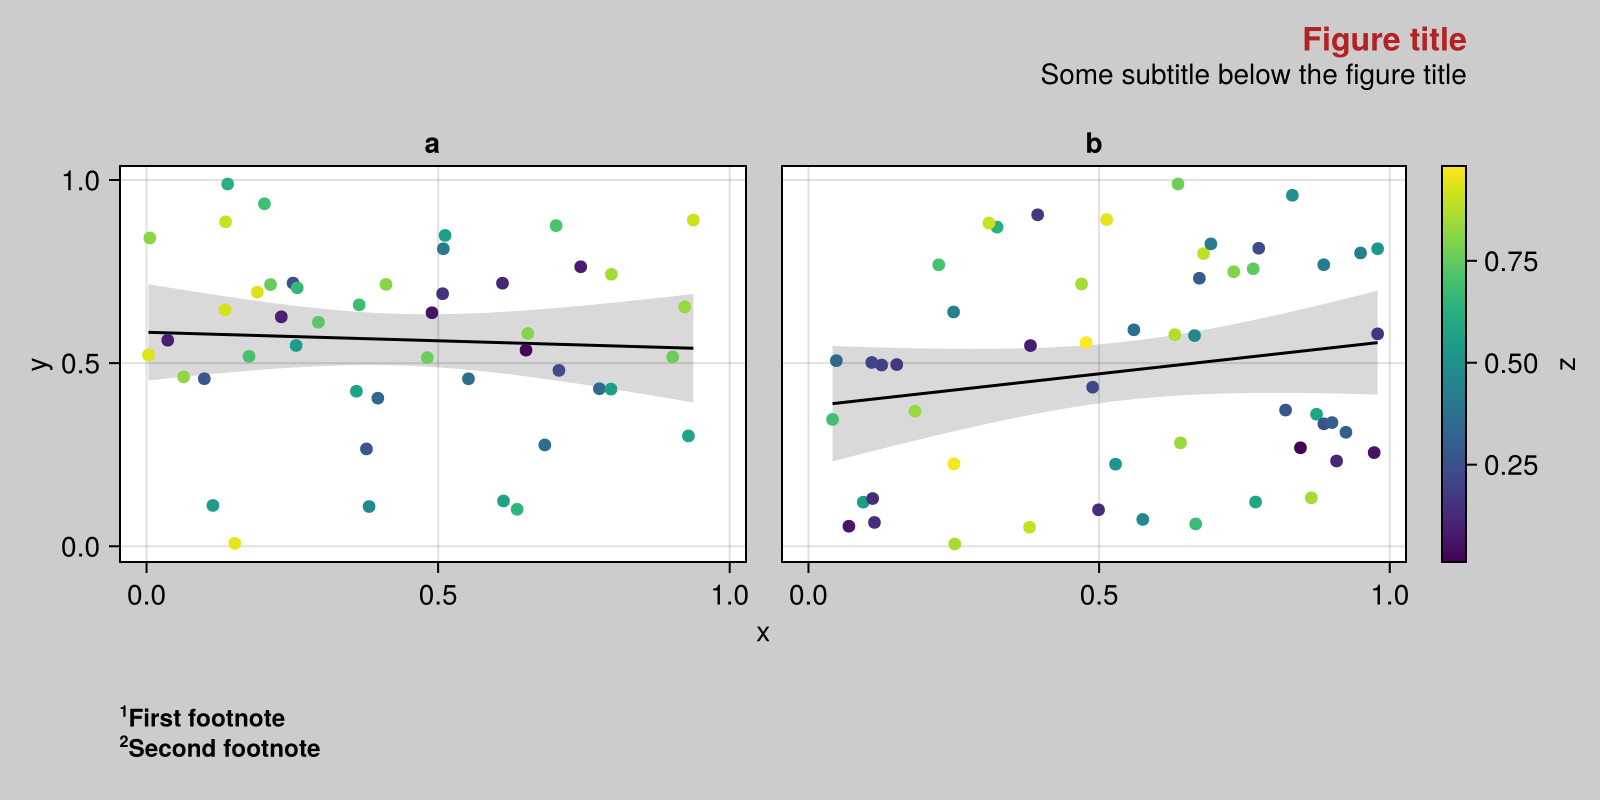 Figure title
Some subtitle below the figure title
a
b
y
1.0
0.5
0.0
0.0 0.5 1.0
0.0 0.5 1.0
x
0.75
0.50
0.25
z
¹First footnote
²Second footnote